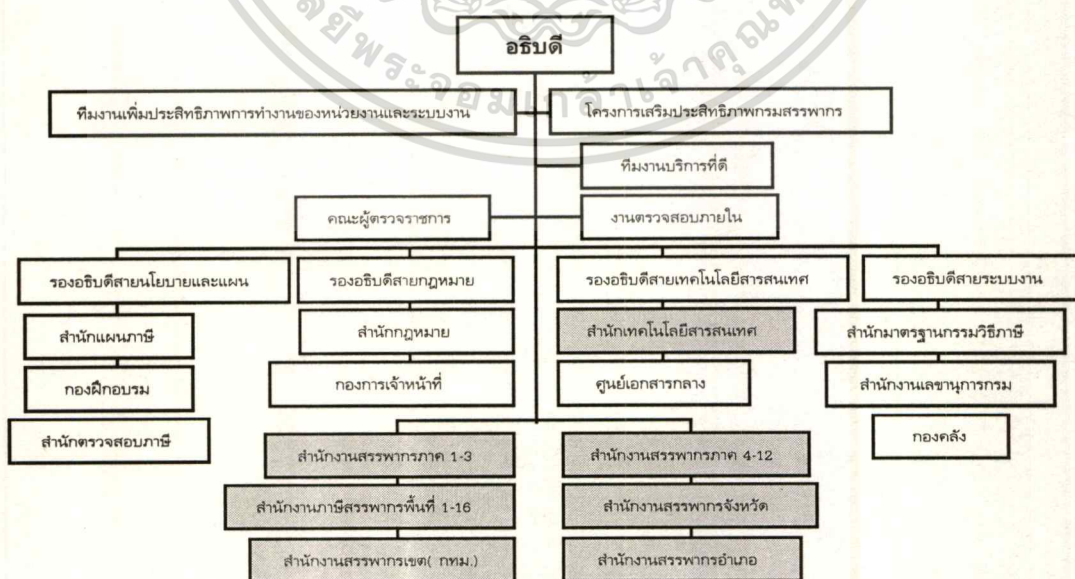 อธิบดี
ทีมงานเพิ่มประสิทธิภาพการทำงานของหน่วยงานและระบบงาน
โครงการเสริมประสิทธิภาพกรมสรรพากร
ทีมงานบริการที่ดี
คณะผู้ตรวจราชการ
งานตรวจสอบภายใน
รองอธิบดีสายนโยบายและแผน
รองอธิบดีสายกฎหมาย
รองอธิบดีสายเทคโนโลยีสารสนเทศ
รองอธิบดีสายระบบงาน
สำนักแผนภาษี
สำนักกฎหมาย
สำนักเทคโนโลยีสารสนเทศ
สำนักมาตรฐานกรรมวิธีภาษี
กองฝึกอบรม
กองการเจ้าหน้าที่
ศูนย์เอกสารกลาง
สำนักงานเลขานุการกรม
สำนักตรวจสอบภาษี
กองคลัง
สำนักงานสรรพากรภาค 1-3
สำนักงานสรรพากรภาค 4-12
สำนักงานภาษีสรรพากรพื้นที่ 1-16
สำนักงานสรรพากรจังหวัด
สำนักงานสรรพากรเขต( กทม.)
สำนักงานสรรพากรอำเภอ